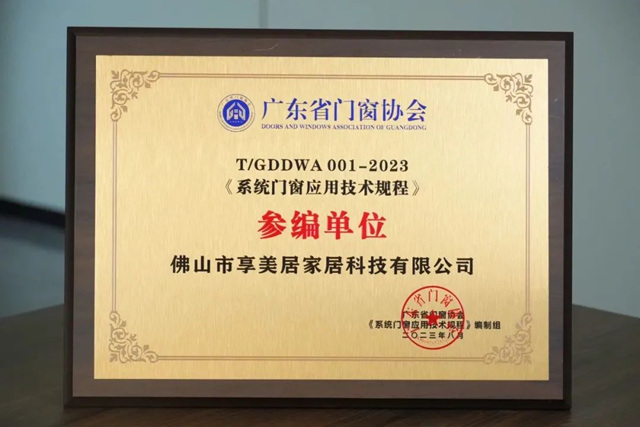 广东省门窗协会
DOORS AND WINDOWS ASSOCIATION OF GUANGDONG
T/GDDWA 001-2023
《系统门窗应用技术规程》
参编单位
佛山市享美居家居科技有限公司
广东省门窗协会
《系统门窗应用技术规程》编制组
二〇二三年八月